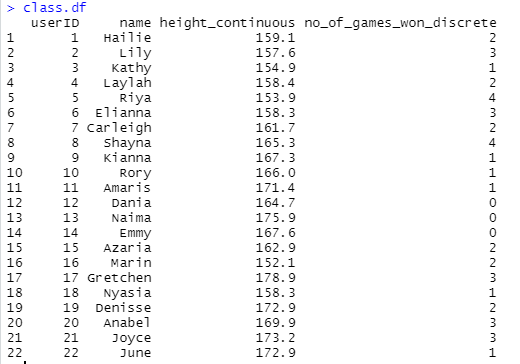 > class.df
userID name height_continuous no_of_games_won_discrete
1 1 Hailie 159.1 2
2 2 Lily 157.6 3
3 3 Kathy 154.9 1
4 4 Laylah 158.4 2
5 5 Riya 153.9 4
6 6 Elianna 158.3 3
7 7 Carleigh 161.7 2
8 8 Shayna 165.3 4
9 9 Kianna 167.3 1
10 10 Rory 166.0 1
11 11 Amaris 171.4 1
12 12 Dania 164.7 0
13 13 Naima 175.9 0
14 14 Emmy 167.6 0
15 15 Azaria 162.9 2
16 16 Marin 152.1 2
17 17 Gretchen 178.9 3
18 18 Nyasia 158.3 1
19 19 Denisse 172.9 2
20 20 Anabel 169.9 3
21 21 Joyce 173.2 3
22 22 June 172.9 1